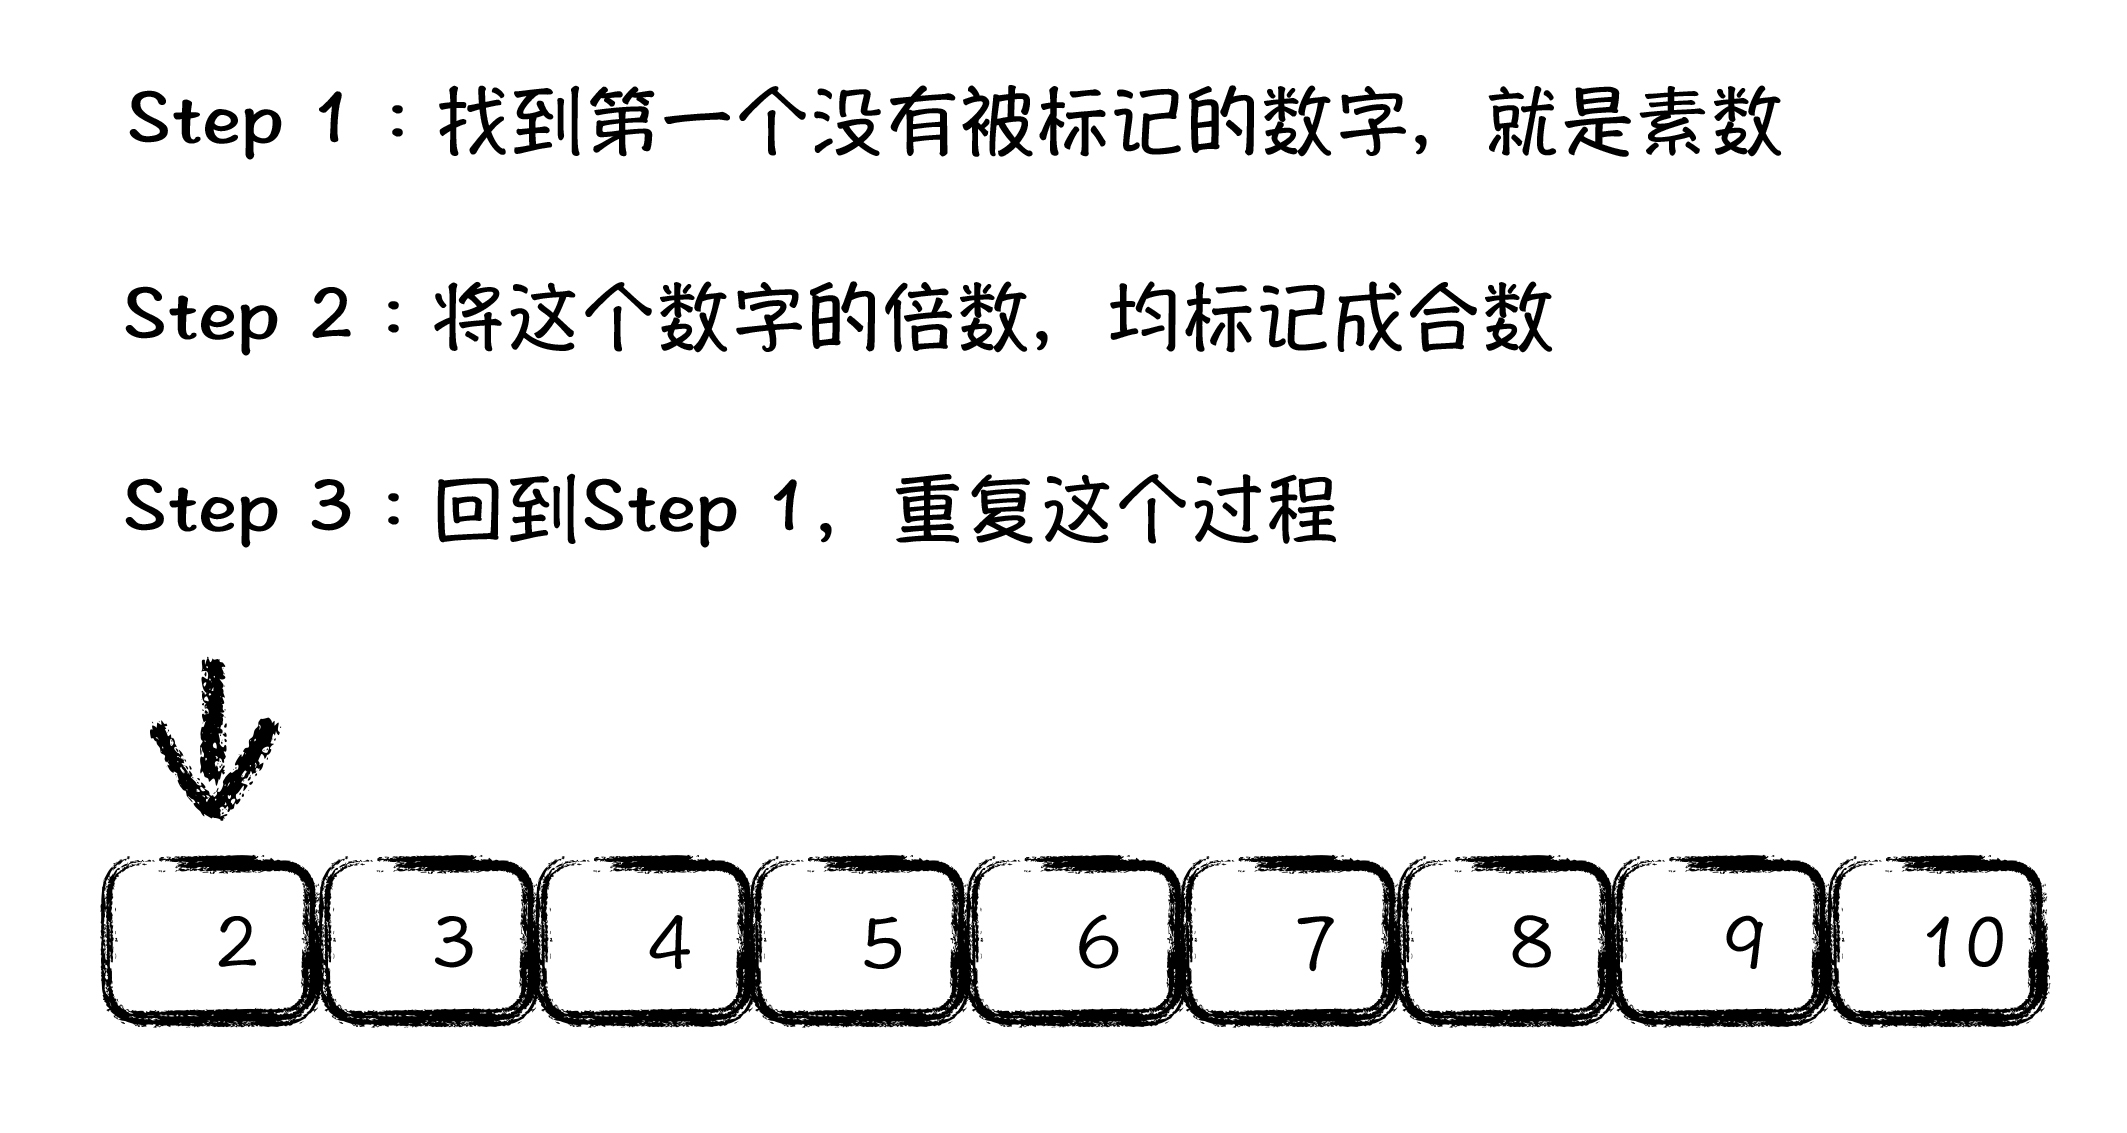 Step 1：找到第一个没有被标记的数字，就是素数
Step 2：将这个数字的倍数，均标记成合数
Step 3：回到Step 1，重复这个过程
2 3 4 5 6 7 8 9 10